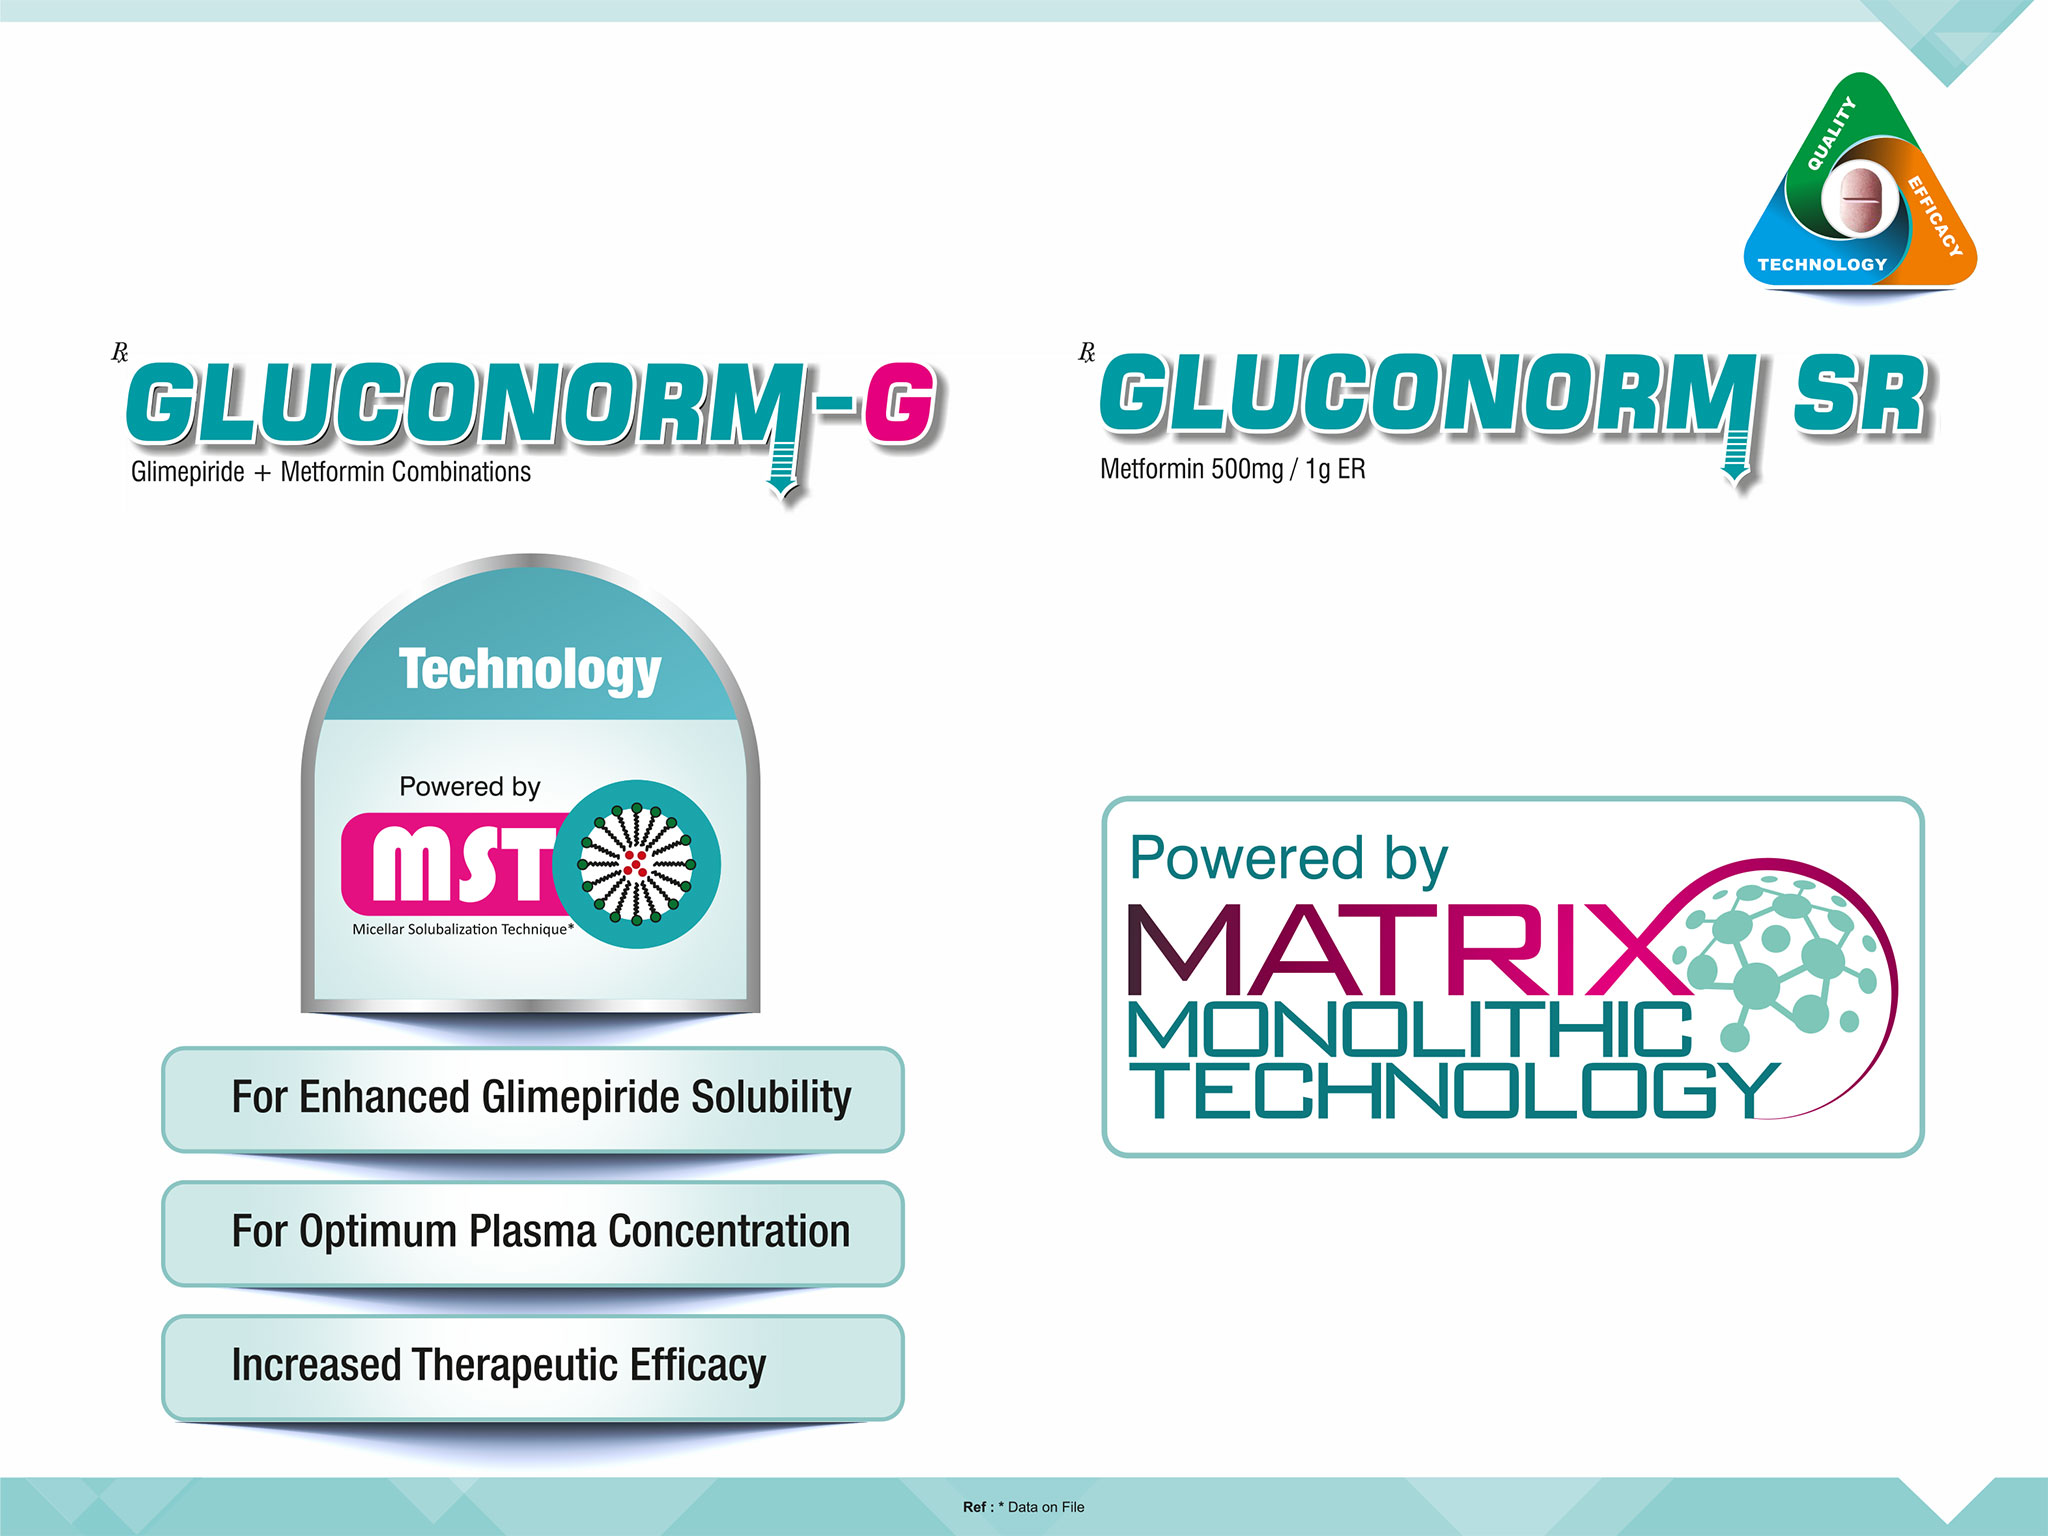 QUALITY
EFFICACY
TECHNOLOGY
Rx
GLUCONORM-G
Glimepiride + Metformin Combinations
Rx
GLUCONORM SR
Metformin 500mg / 1g ER
Technology
Powered by
MST
Micellar Solubalization Technique*
For Enhanced Glimepiride Solubility
For Optimum Plasma Concentration
Increased Therapeutic Efficacy
Powered by
MATRIX
MONOLITHIC
TECHNOLOGY
Ref : * Data on File